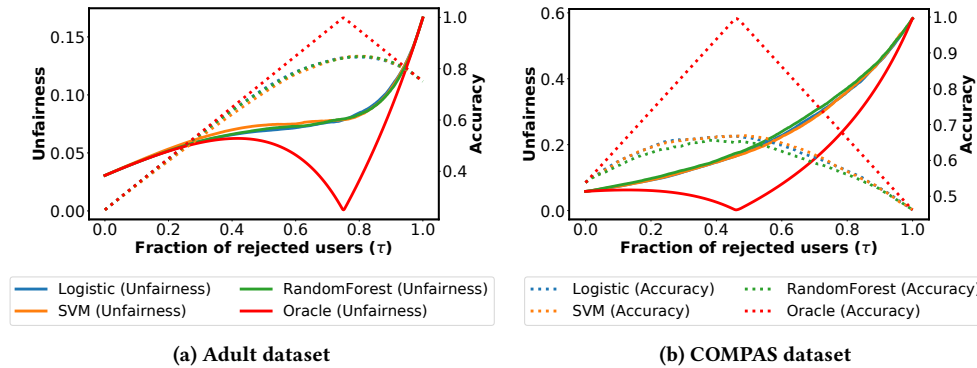 0.15
0.10
0.05
0.00
Unfairness
1.0
0.8
0.6
0.4
Accuracy
0.0 0.2 0.4 0.6 0.8 1.0
Fraction of rejected users (τ)
0.6
0.4
0.2
0.0
Unfairness
1.0
0.9
0.8
0.7
0.6
0.5
Accuracy
0.0 0.2 0.4 0.6 0.8 1.0
Fraction of rejected users (τ)
Logistic (Unfairness) RandomForest (Unfairness)
SVM (Unfairness) Oracle (Unfairness)
Logistic (Accuracy) RandomForest (Accuracy)
SVM (Accuracy) Oracle (Accuracy)
(a) Adult dataset
(b) COMPAS dataset